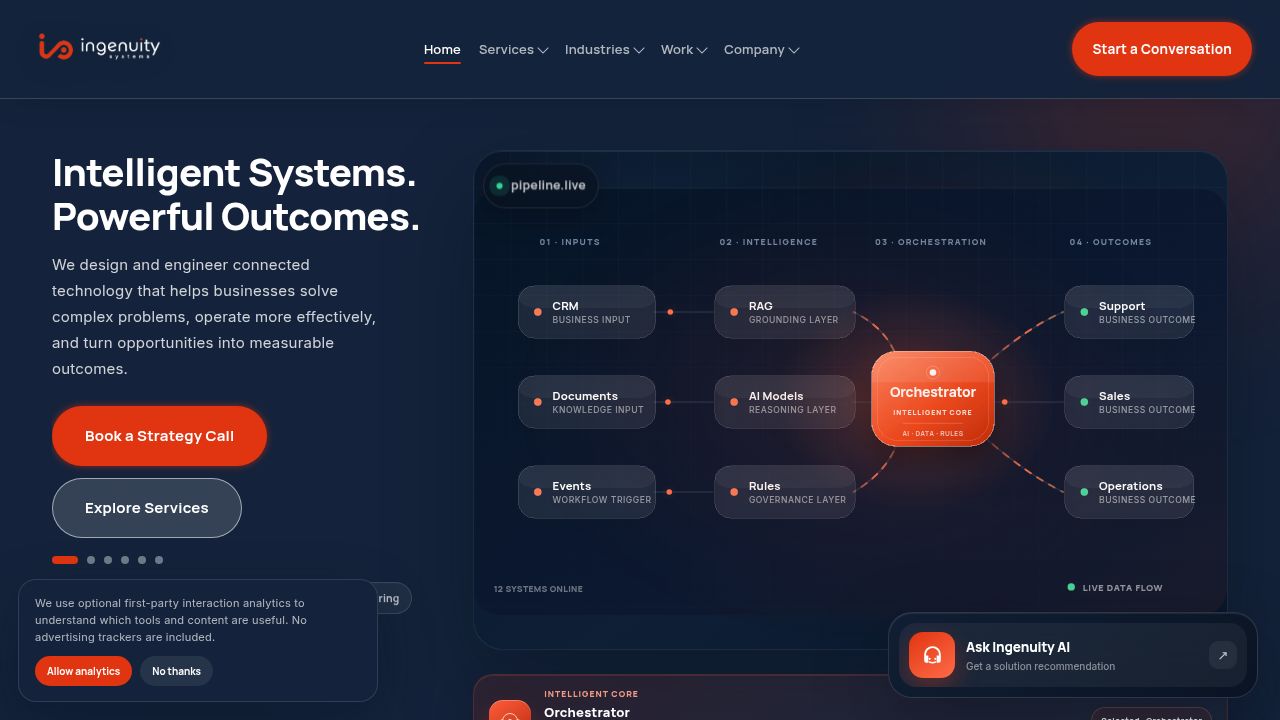 ingenuity
systems
Home
Services
Industries
Work
Company
Start a Conversation
Intelligent Systems.
Powerful Outcomes.
We design and engineer connected
technology that helps businesses solve
complex problems, operate more effectively,
and turn opportunities into measurable
outcomes.
Book a Strategy Call
Explore Services
pipeline.live
01 · INPUTS
02 · INTELLIGENCE
03 · ORCHESTRATION
04 · OUTCOMES
CRM
BUSINESS INPUT
RAG
GROUNDING LAYER
Support
BUSINESS OUTCOME
Documents
KNOWLEDGE INPUT
AI Models
REASONING LAYER
Orchestrator
INTELLIGENT CORE
AI · DATA · RULES
Sales
BUSINESS OUTCOME
Events
WORKFLOW TRIGGER
Rules
GOVERNANCE LAYER
Operations
BUSINESS OUTCOME
12 SYSTEMS ONLINE
LIVE DATA FLOW
We use optional first-party interaction analytics to
understand which tools and content are useful. No
advertising trackers are included.
Allow analytics
No thanks
Ask Ingenuity AI
Get a solution recommendation
INTELLIGENT CORE
Orchestrator